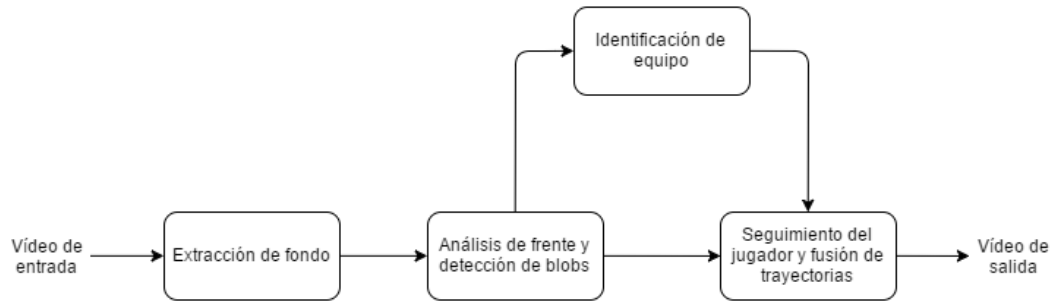 Identificación de
equipo
Vídeo de
entrada
Extracción de fondo
Análisis de frente y
detección de blobs
Seguimiento del
jugador y fusión de
trayectorias
Vídeo de
salida